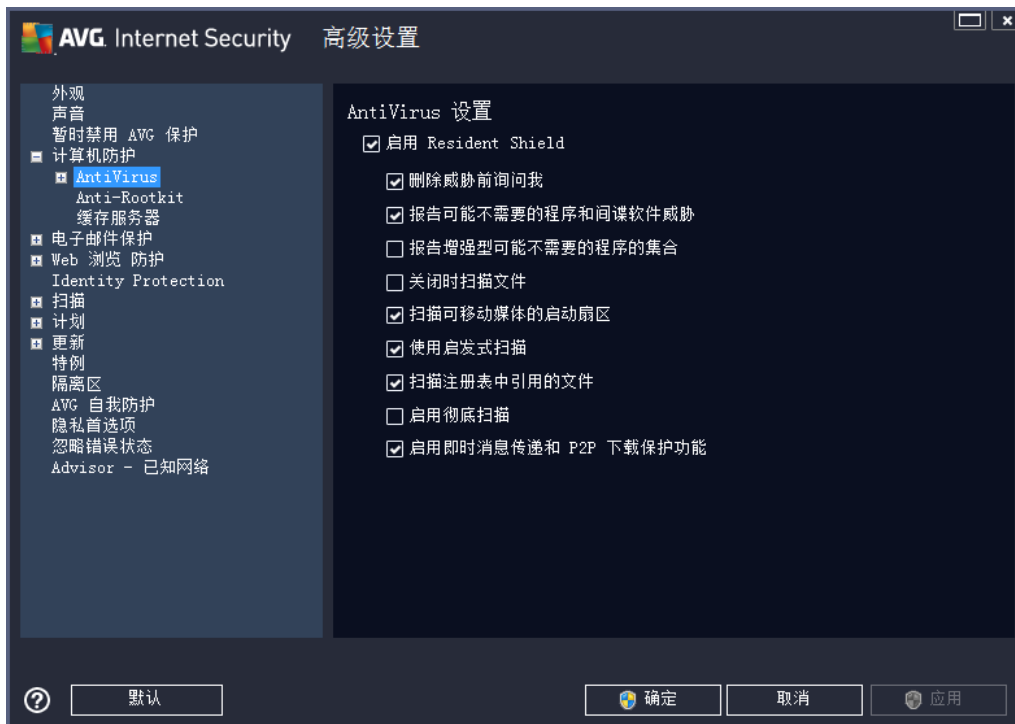 AVG. Internet Security 高级设置
外观
声音
暂时禁用 AVG 保护
计算机防护
AntiVirus
Anti-Rootkit
缓存服务器
电子邮件保护
Web 浏览 防护
Identity Protection
扫描
计划
更新
特例
隔离区
AVG 自我防护
隐私首选项
忽略错误状态
Advisor - 已知网络
AntiVirus 设置
启用 Resident Shield
删除威胁前询问我
报告可能不需要的程序和间谍软件威胁
报告增强型可能不需要的程序的集合
关闭时扫描文件
扫描可移动媒体的启动扇区
使用启发式扫描
扫描注册表中引用的文件
启用彻底扫描
启用即时消息传递和 P2P 下载保护功能
默认
确定
取消
应用